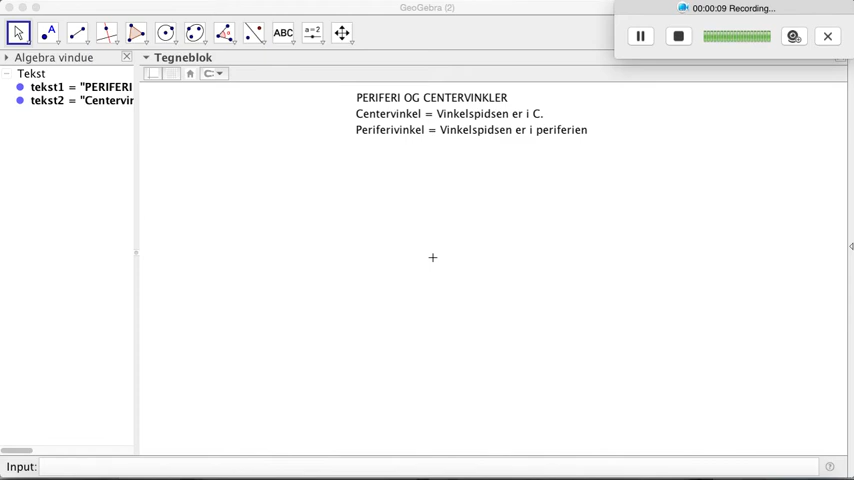 GeoGebra (2)
00:00:09 Recording...
ABC
a=2
Algebra vindue
Tegneblok
Tekst
tekst1 = "PERIFERI
tekst2 = "Centervin
PERIFERI OG CENTERVINKLER
Centervinkel = Vinkelspidsen er i C.
Periferivinkel = Vinkelspidsen er i periferien
Input: